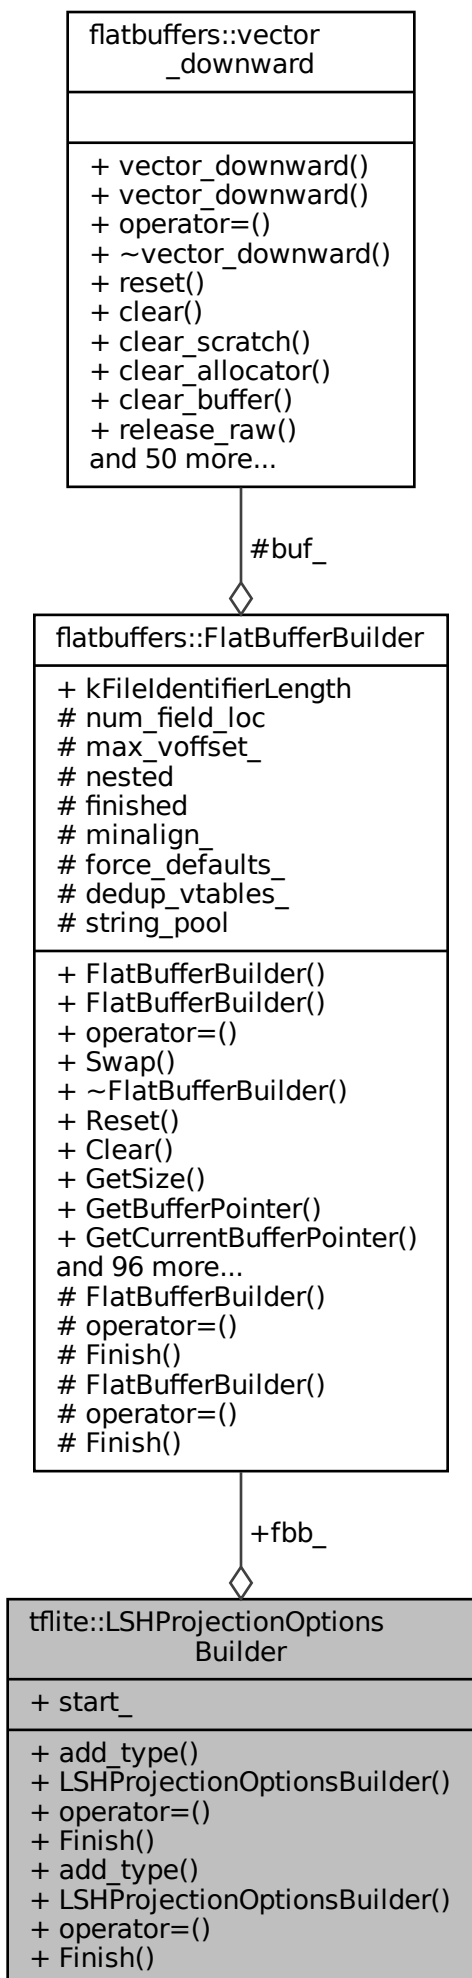 flatbuffers::vector
_downward
+ vector_downward()
+ vector_downward()
+ operator=()
+ ~vector_downward()
+ reset()
+ clear()
+ clear_scratch()
+ clear_allocator()
+ clear_buffer()
+ release_raw()
and 50 more...
#buf_
flatbuffers::FlatBufferBuilder
+ kFileIdentifierLength
# num_field_loc
# max_voffset_
# nested
# finished
# minalign_
# force_defaults_
# dedup_vtables_
# string_pool
+ FlatBufferBuilder()
+ FlatBufferBuilder()
+ operator=()
+ Swap()
+ ~FlatBufferBuilder()
+ Reset()
+ Clear()
+ GetSize()
+ GetBufferPointer()
+ GetCurrentBufferPointer()
and 96 more...
# FlatBufferBuilder()
# operator=()
# Finish()
# FlatBufferBuilder()
# operator=()
# Finish()
+fbb_
tflite::LSHProjectionOptions
Builder
+ start_
+ add_type()
+ LSHProjectionOptionsBuilder()
+ operator=()
+ Finish()
+ add_type()
+ LSHProjectionOptionsBuilder()
+ operator=()
+ Finish()